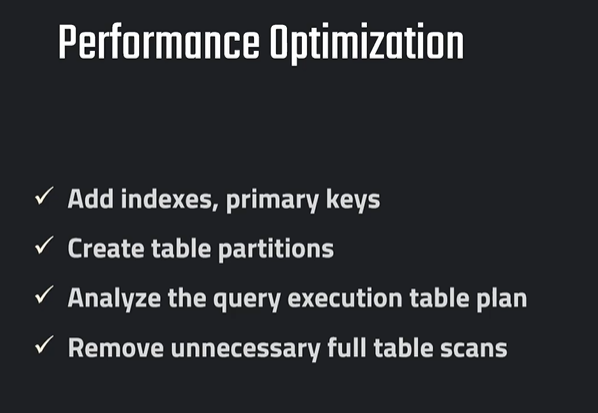 Performance Optimization
✓ Add indexes, primary keys
✓ Create table partitions
✓ Analyze the query execution table plan
✓ Remove unnecessary full table scans